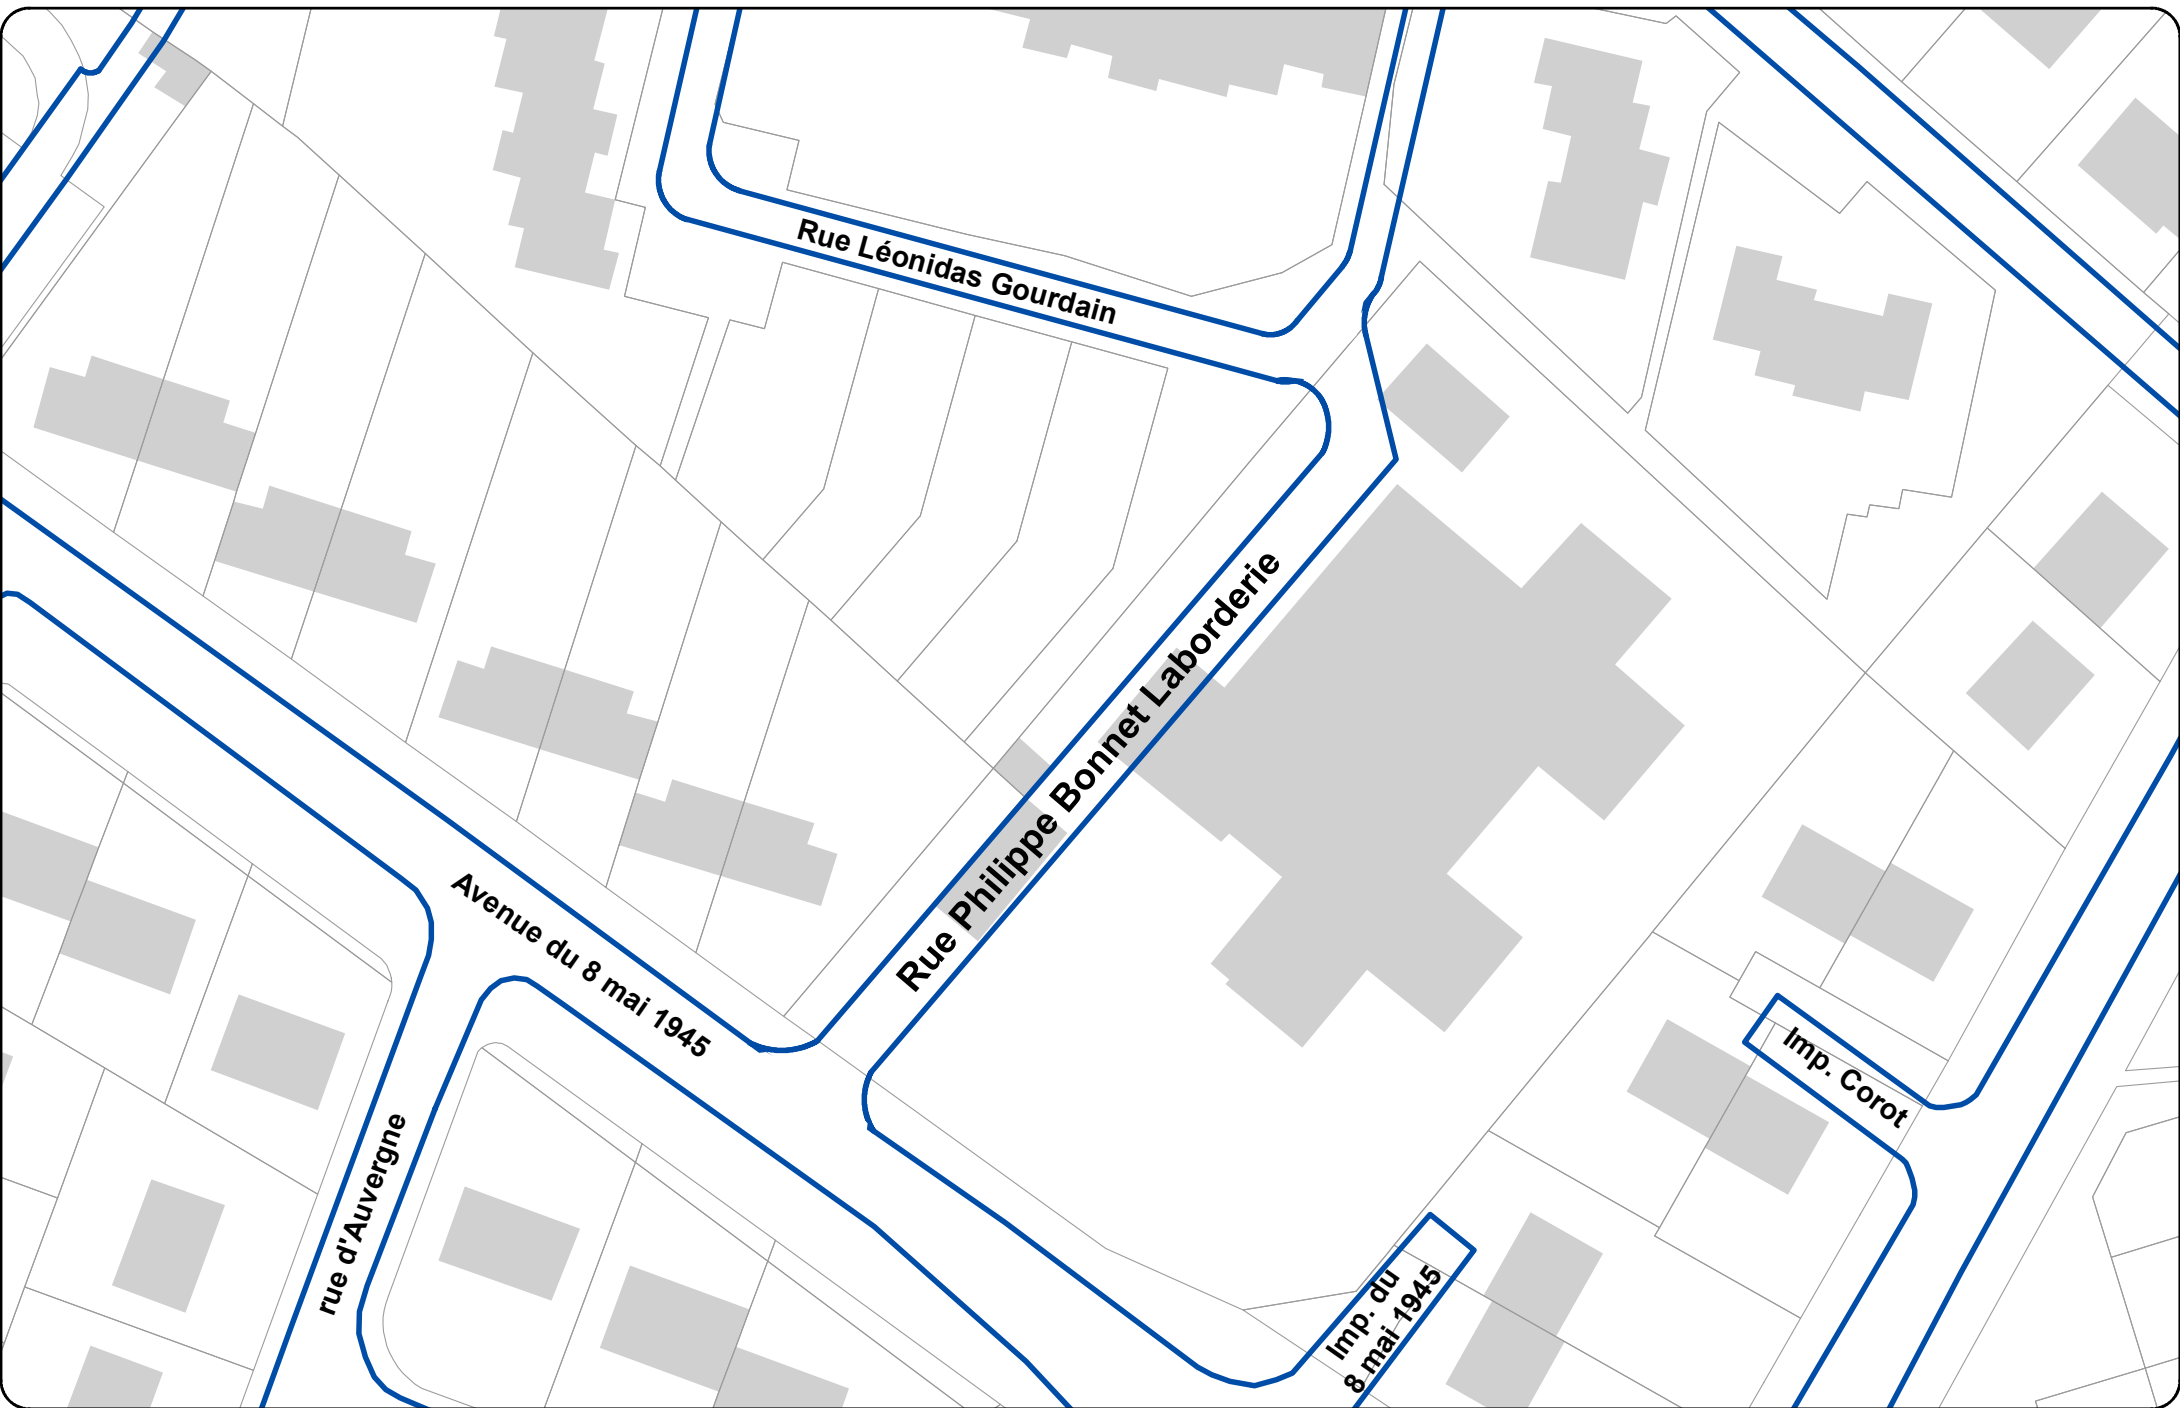 Rue Léonidas Gourdain
Rue Philippe Bonnet Laborderie
Avenue du 8 mai 1945
rue d'Auvergne
Imp. Corot
Imp. du
8 mai 1945